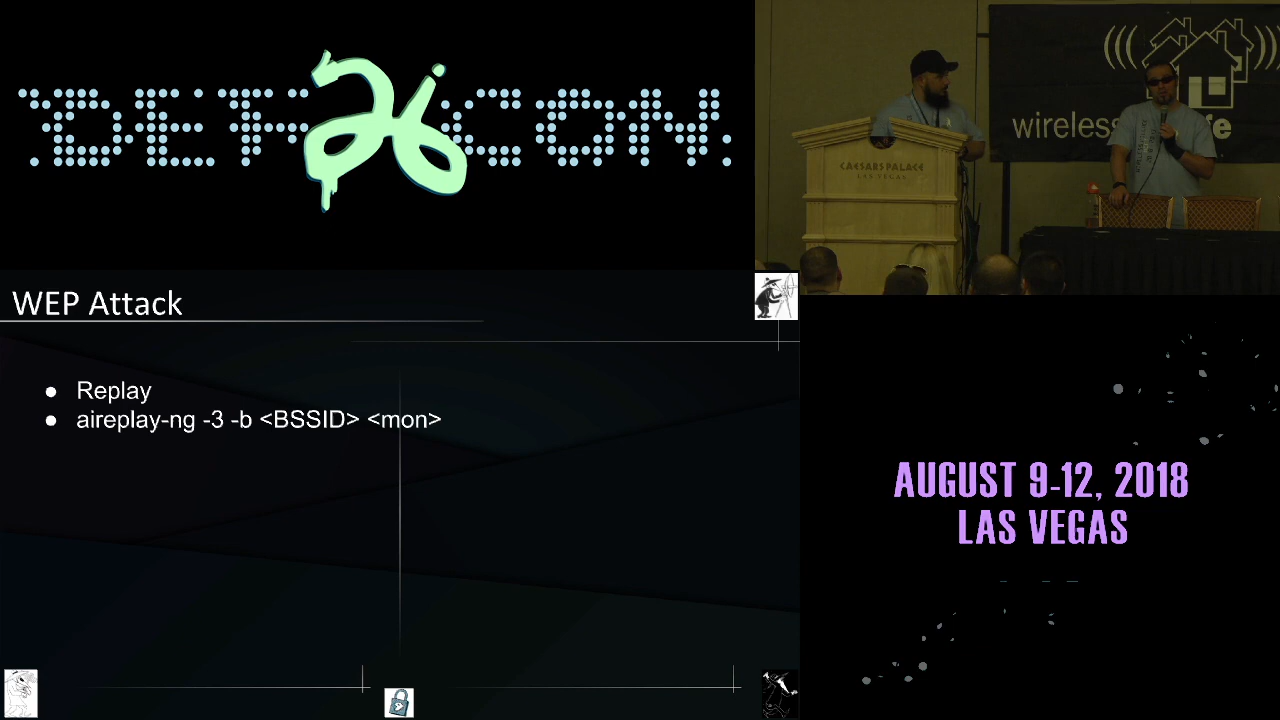 DEF CON
26
CAESARS PALACE
LAS VEGAS
wireless
WEP Attack
● Replay
● aireplay-ng -3 -b <BSSID> <mon>
AUGUST 9-12, 2018
LAS VEGAS